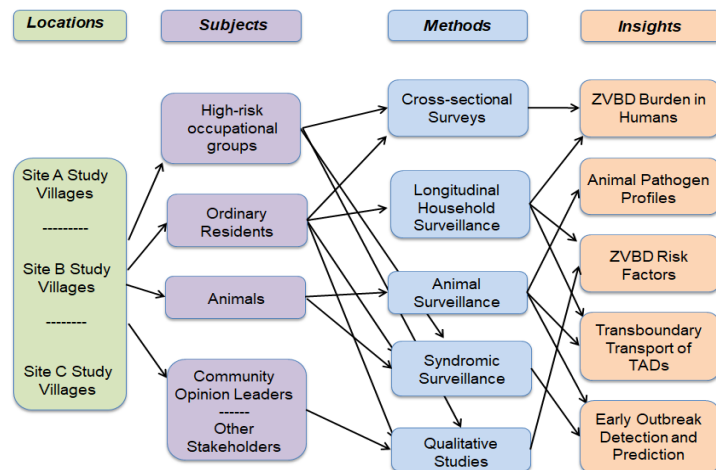 Locations
Subjects
Methods
Insights
Site A Study
Villages
---------
Site B Study
Villages
--------
Site C Study
Villages
High-risk
occupational
groups
Ordinary
Residents
Animals
Community
Opinion Leaders
------
Other
Stakeholders
Cross-sectional
Surveys
Longitudinal
Household
Surveillance
Animal
Surveillance
Syndromic
Surveillance
Qualitative
Studies
ZVBD Burden in
Humans
Animal Pathogen
Profiles
ZVBD Risk
Factors
Transboundary
Transport of
TADs
Early Outbreak
Detection and
Prediction